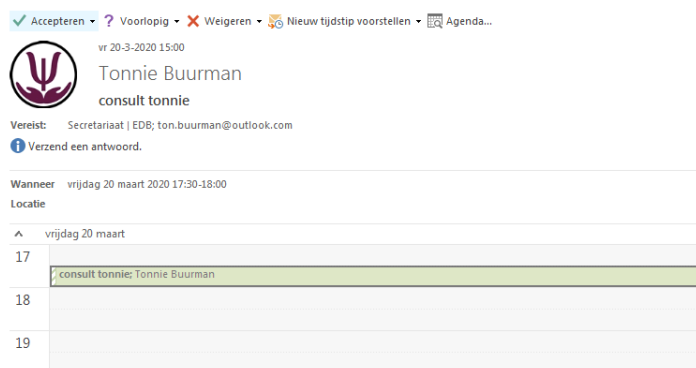 Accepteren ? Voorlopig Weigeren Nieuw tijdstip voorstellen Agenda...
vr 20-3-2020 15:00
Tonnie Buurman
consult tonnie
Vereist: Secretariaat | EDB; ton.buurman@outlook.com
Verzend een antwoord.
Wanneer vrijdag 20 maart 2020 17:30-18:00
Locatie
vrijdag 20 maart
17
consult tonnie; Tonnie Buurman
18
19